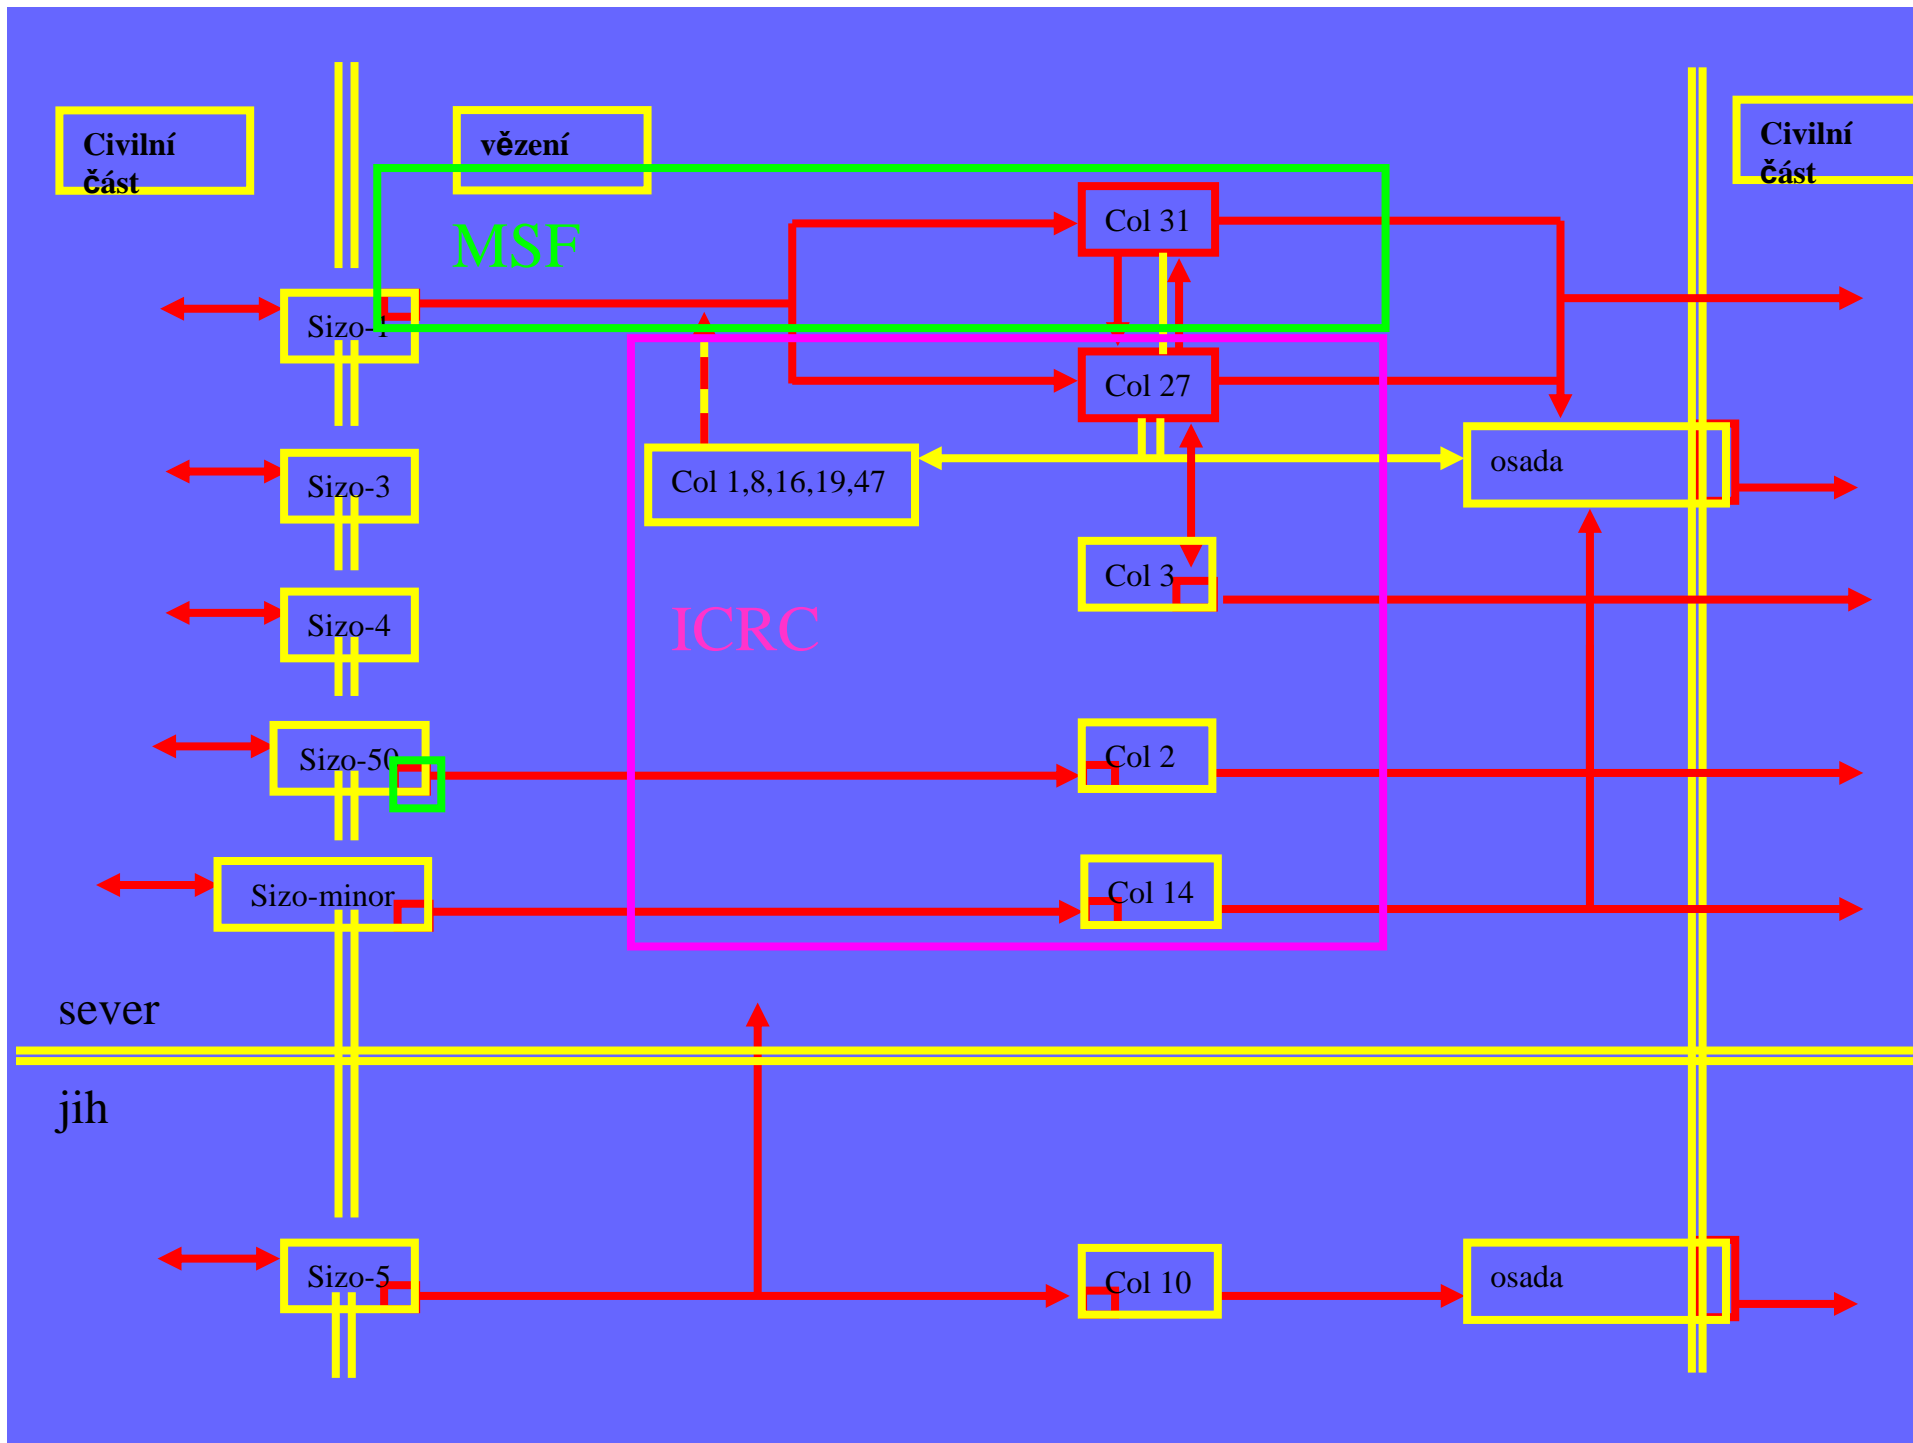 Civilní
část
vězení
Civilní
část
MSF
Col 31
Sizo-1
Col 27
Sizo-3
Col 1,8,16,19,47
osada
Col 3
Sizo-4
ICRC
Sizo-50
Col 2
Sizo-minor
Col 14
sever
jih
Sizo-5
Col 10
osada